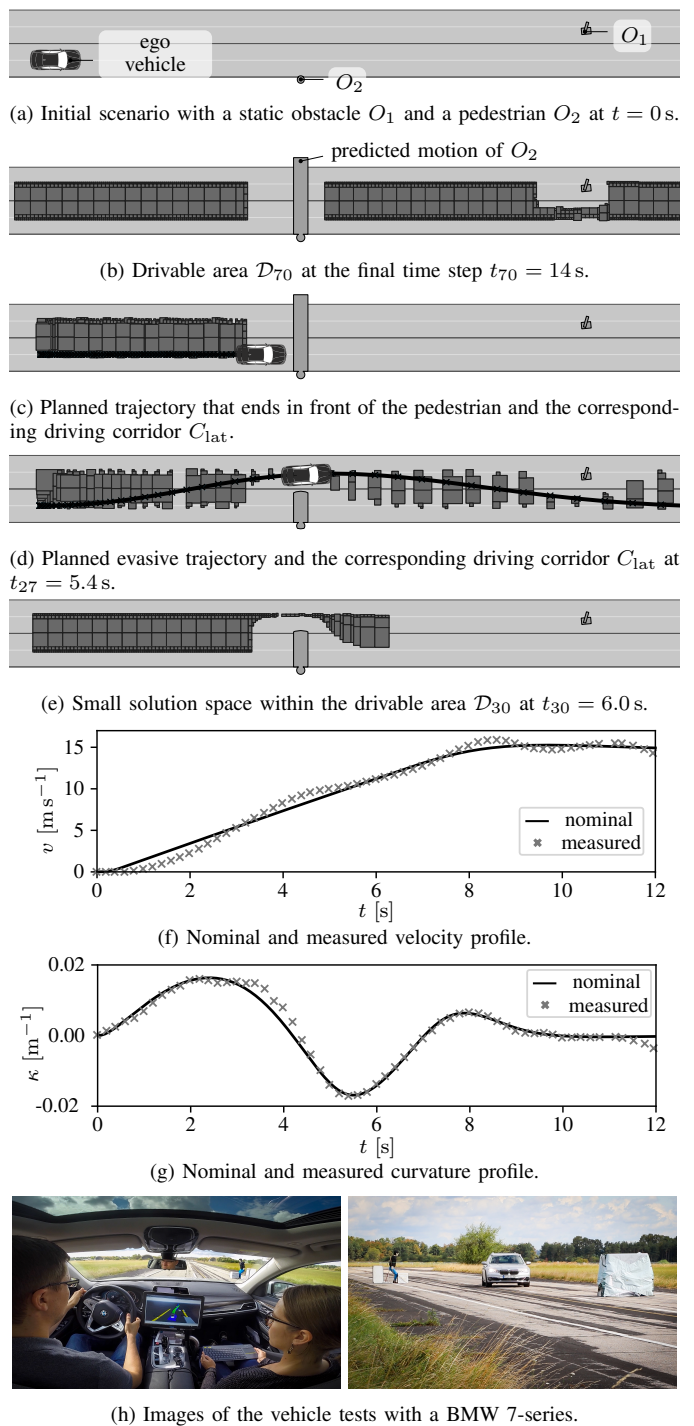 ego
vehicle
O₁
O₂
(a) Initial scenario with a static obstacle O₁ and a pedestrian O₂ at t = 0 s.
predicted motion of O₂
(b) Drivable area 𝒟₇₀ at the final time step t₇₀ = 14 s.
(c) Planned trajectory that ends in front of the pedestrian and the correspond-
ing driving corridor C_lat.
(d) Planned evasive trajectory and the corresponding driving corridor C_lat at
t₂₇ = 5.4 s.
(e) Small solution space within the drivable area 𝒟₃₀ at t₃₀ = 6.0 s.
15
10
5
0
v [m s⁻¹]
nominal
measured
0 2 4 6 8 10 12
t [s]
(f) Nominal and measured velocity profile.
0.02
0.00
-0.02
κ [m⁻¹]
nominal
measured
0 2 4 6 8 10 12
t [s]
(g) Nominal and measured curvature profile.
(h) Images of the vehicle tests with a BMW 7-series.